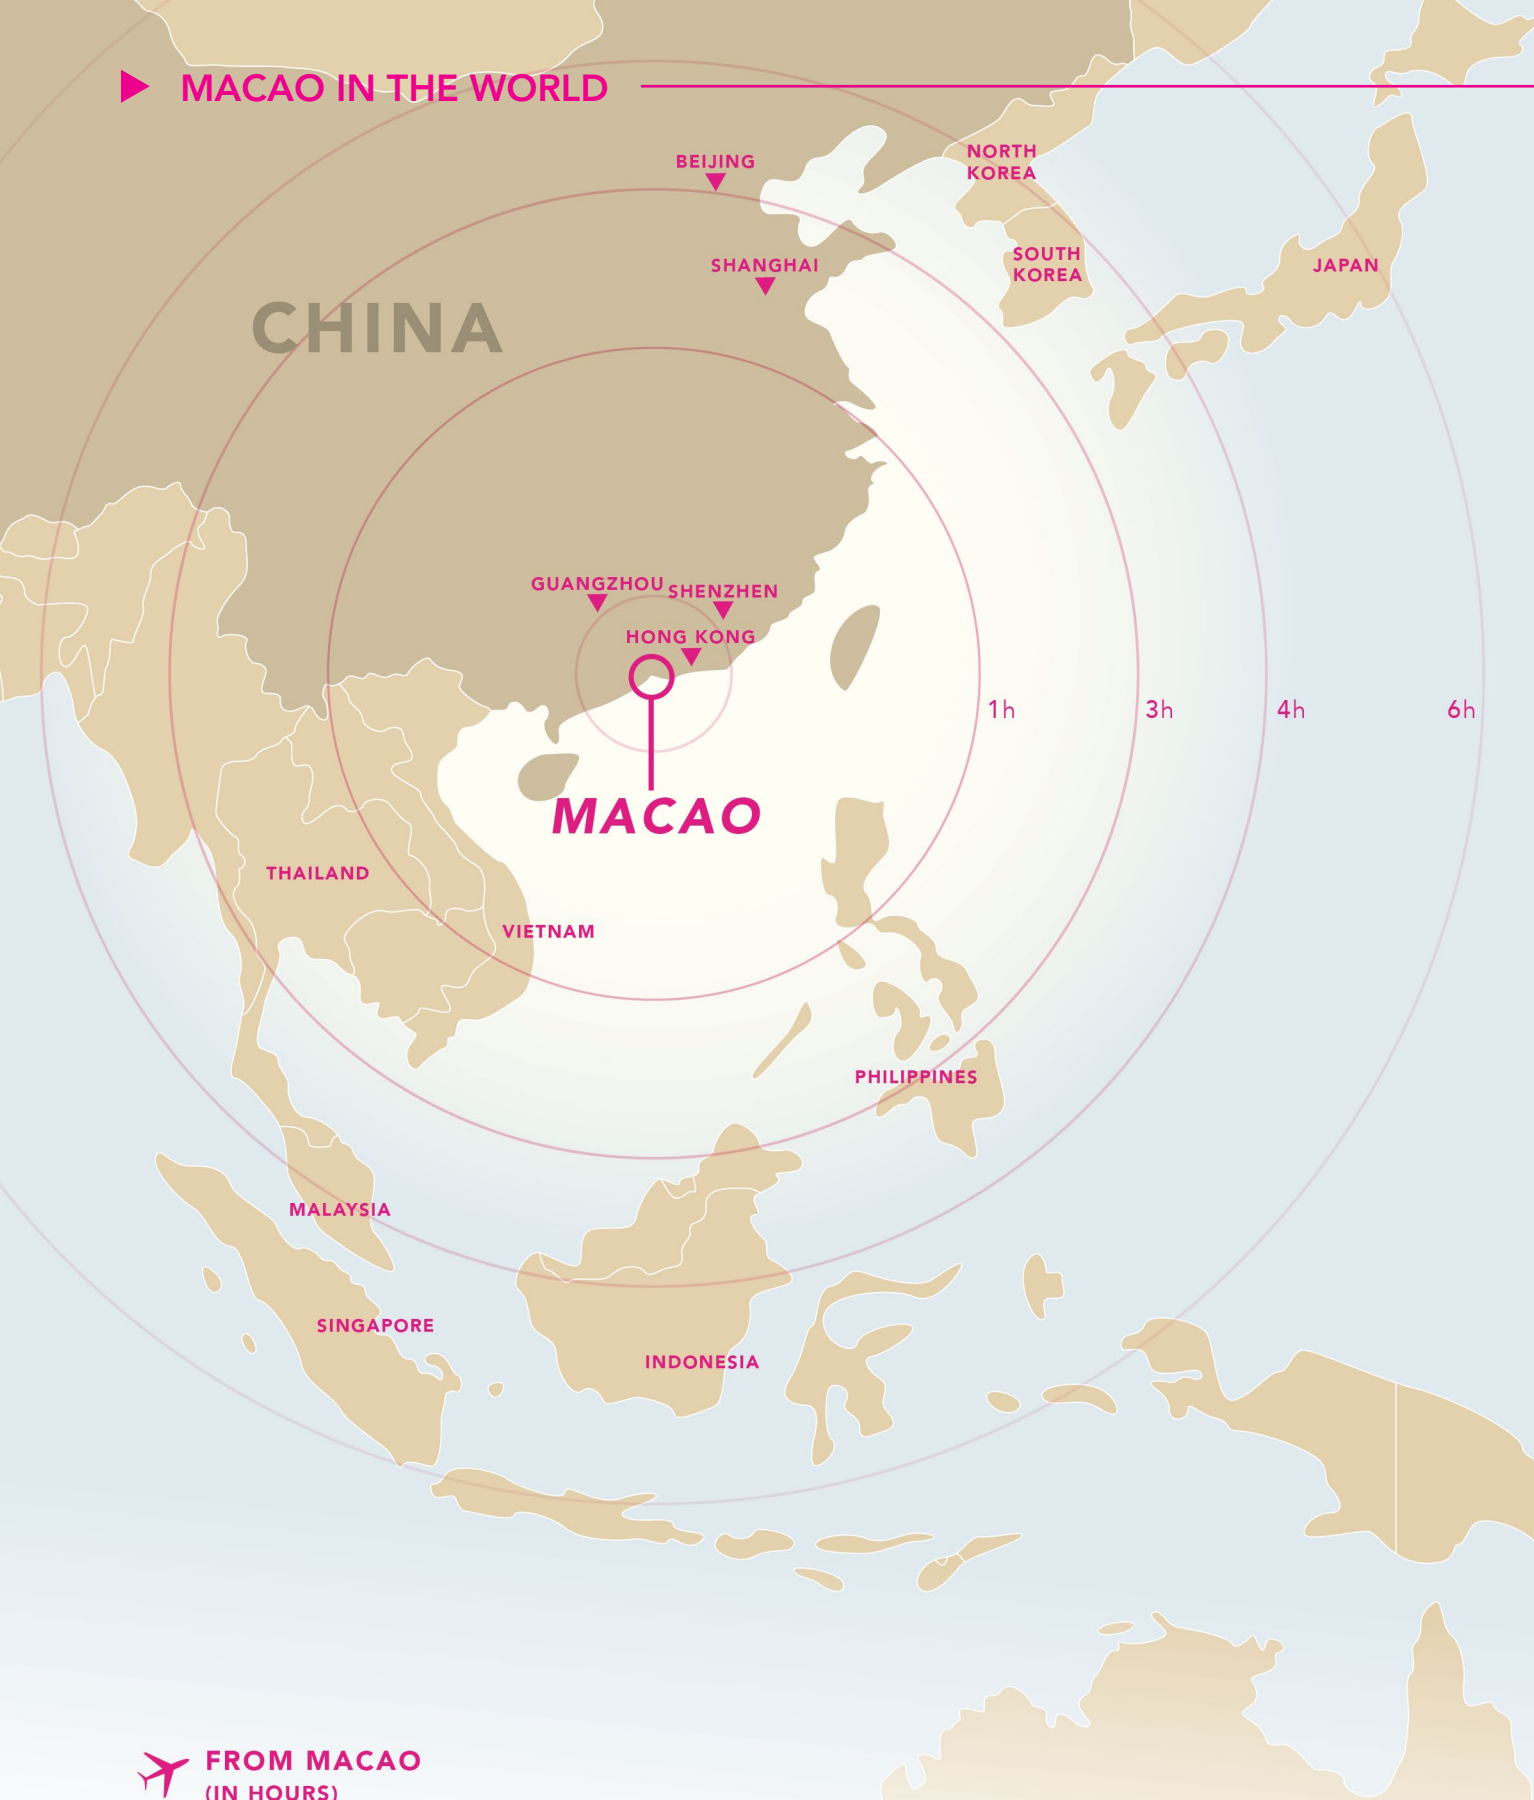 MACAO IN THE WORLD
BEIJING
NORTH
KOREA
SHANGHAI
SOUTH
KOREA
JAPAN
CHINA
GUANGZHOU
SHENZHEN
HONG KONG
1h
3h
4h
6h
MACAO
THAILAND
VIETNAM
PHILIPPINES
MALAYSIA
SINGAPORE
INDONESIA
FROM MACAO
(IN HOURS)